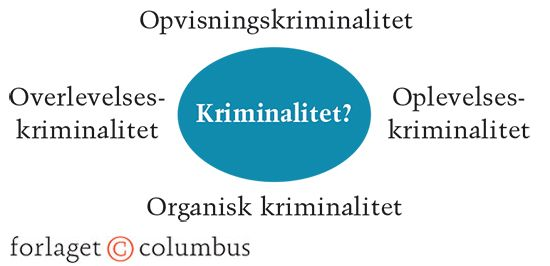 Opvisningskriminalitet
Overlevelses-
kriminalitet
Kriminalitet?
Oplevelses-
kriminalitet
Organisk kriminalitet
forlaget © columbus